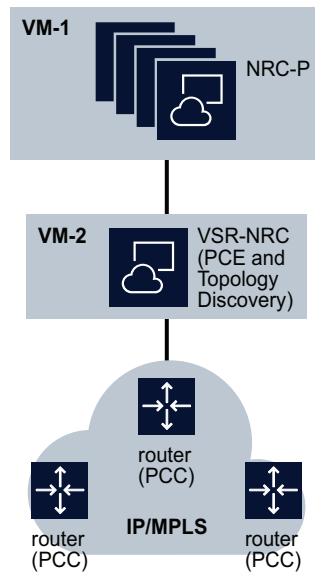 VM-1
NRC-P
VM-2
VSR-NRC
(PCE and
Topology
Discovery)
router
(PCC)
router
(PCC)
IP/MPLS
router
(PCC)